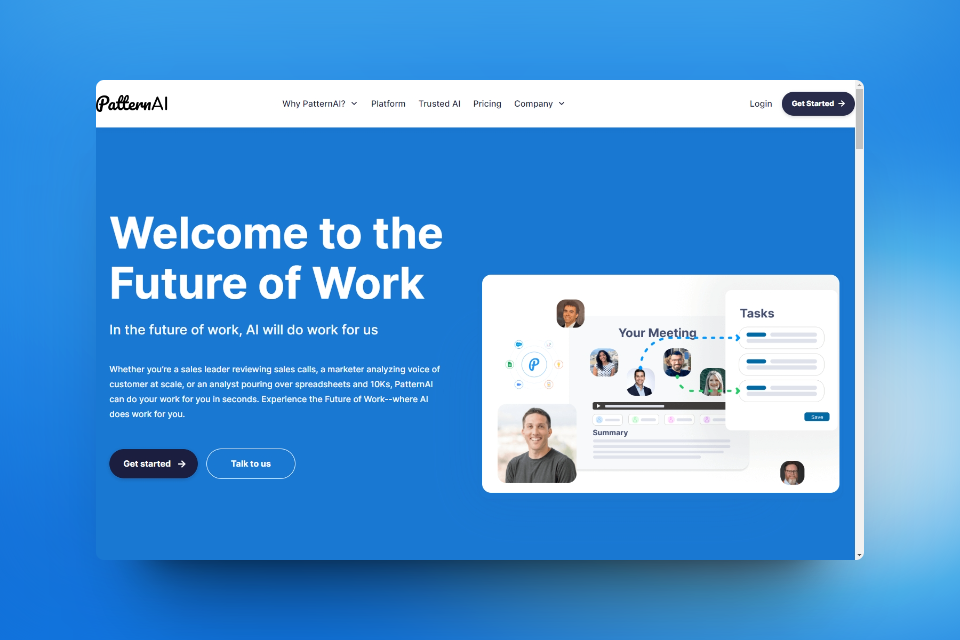 PatternAI
Why PatternAI?
Platform
Trusted AI
Pricing
Company
Login
Get Started
Welcome to the
Future of Work
In the future of work, AI will do work for us
Whether you're a sales leader reviewing sales calls, a marketer analyzing voice of
customer at scale, or an analyst pouring over spreadsheets and 10Ks, PatternAI
can do your work for you in seconds. Experience the Future of Work--where AI
does work for you.
Get started
Talk to us
Your Meeting
P
Summary
Tasks
Save